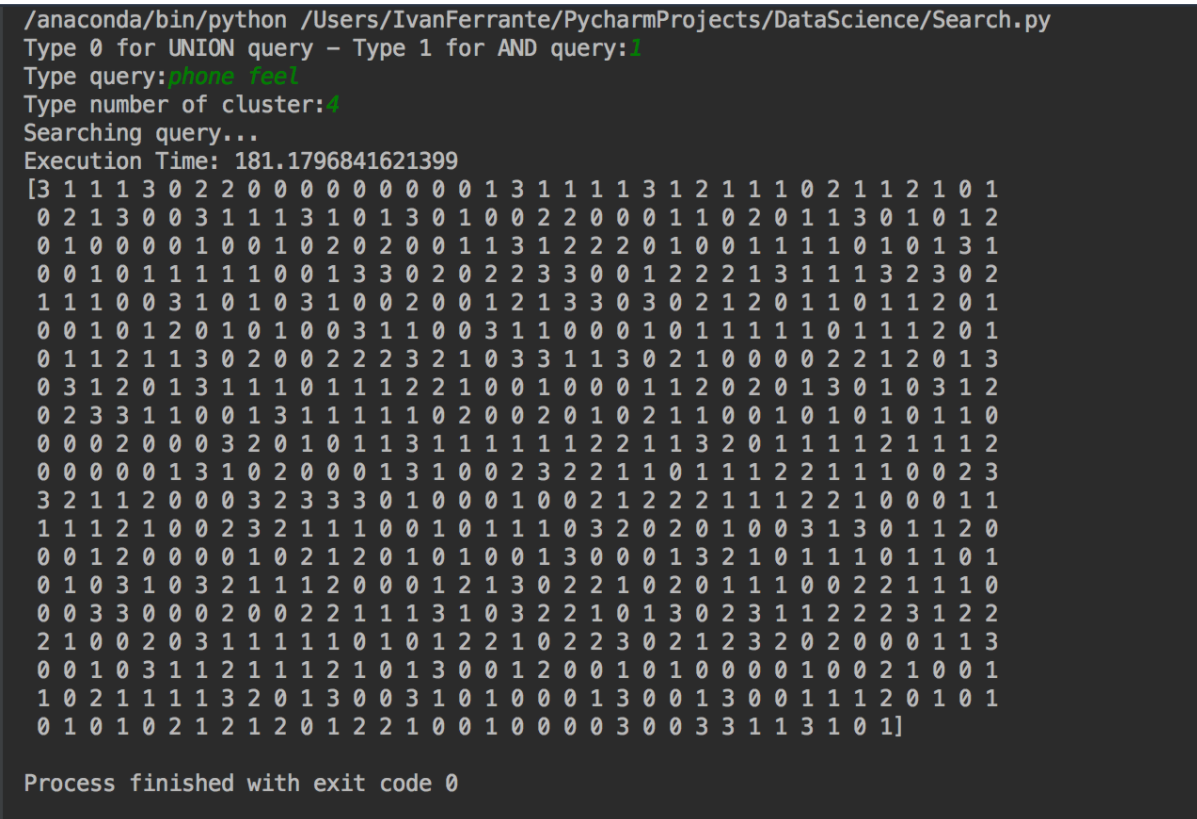 /anaconda/bin/python /Users/IvanFerrante/PycharmProjects/DataScience/Search.py
Type 0 for UNION query – Type 1 for AND query:1
Type query:phone feel
Type number of cluster:4
Searching query...
Execution Time: 181.1796841621399
[3 1 1 1 3 0 2 2 0 0 0 0 0 0 0 0 0 1 3 1 1 1 1 3 1 2 1 1 1 0 2 1 1 2 1 0 1
0 2 1 3 0 0 3 1 1 1 3 1 0 1 3 0 1 0 0 2 2 0 0 0 1 1 0 2 0 1 1 3 0 1 0 1 2
0 1 0 0 0 0 1 0 0 1 0 2 0 2 0 0 1 1 3 1 2 2 2 0 1 0 0 1 1 1 1 0 1 0 1 3 1
0 0 1 0 1 1 1 1 1 0 0 1 3 3 0 2 0 2 2 3 3 0 0 1 2 2 2 1 3 1 1 1 3 2 3 0 2
1 1 1 0 0 3 1 0 1 0 3 1 0 0 2 0 0 1 2 1 3 3 0 3 0 2 1 2 0 1 1 0 1 1 2 0 1
0 0 1 0 1 2 0 1 0 1 0 0 3 1 1 0 0 3 1 1 0 0 0 1 0 1 1 1 1 1 0 1 1 1 2 0 1
0 1 1 2 1 1 3 0 2 0 0 2 2 2 3 2 1 0 3 3 1 1 3 0 2 1 0 0 0 0 2 2 1 2 0 1 3
0 3 1 2 0 1 3 1 1 1 0 1 1 1 2 2 1 0 0 1 0 0 0 1 1 2 0 2 0 1 3 0 1 0 3 1 2
0 2 3 3 1 1 0 0 1 3 1 1 1 1 1 0 2 0 0 2 0 1 0 2 1 1 0 0 1 0 1 0 1 0 1 1 0
0 0 0 2 0 0 0 3 2 0 1 0 1 1 3 1 1 1 1 1 1 2 2 1 1 3 2 0 1 1 1 1 2 1 1 1 2
0 0 0 0 0 1 3 1 0 2 0 0 0 1 3 1 0 0 2 3 2 2 1 1 0 1 1 1 2 2 1 1 1 0 0 2 3
3 2 1 1 2 0 0 0 3 2 3 3 3 0 1 0 0 0 1 0 0 2 1 2 2 2 1 1 1 2 2 1 0 0 0 1 1
1 1 1 2 1 0 0 2 3 2 1 1 1 0 0 1 0 1 1 1 0 3 2 0 2 0 1 0 0 3 1 3 0 1 1 2 0
0 0 1 2 0 0 0 0 1 0 2 1 2 0 1 0 1 0 0 1 3 0 0 0 1 3 2 1 0 1 1 1 0 1 1 0 1
0 1 0 3 1 0 3 2 1 1 1 2 0 0 0 1 2 1 3 0 2 2 1 0 2 0 1 1 1 0 0 2 2 1 1 1 0
0 0 3 3 0 0 0 2 0 0 2 2 1 1 1 3 1 0 3 2 2 1 0 1 3 0 2 3 1 1 2 2 2 3 1 2 2
2 1 0 0 2 0 3 1 1 1 1 1 0 1 0 1 2 2 1 0 2 2 3 0 2 1 2 3 2 0 2 0 0 0 1 1 3
0 0 1 0 3 1 1 2 1 1 1 2 1 0 1 3 0 0 1 2 0 0 1 0 1 0 0 0 0 1 0 0 2 1 0 0 1
1 0 2 1 1 1 1 3 2 0 1 3 0 0 3 1 0 1 0 0 0 1 3 0 0 1 3 0 0 1 1 1 2 0 1 0 1
0 1 0 1 0 2 1 2 1 2 0 1 2 2 1 0 0 1 0 0 0 0 3 0 0 3 3 1 1 3 1 0 1]
Process finished with exit code 0